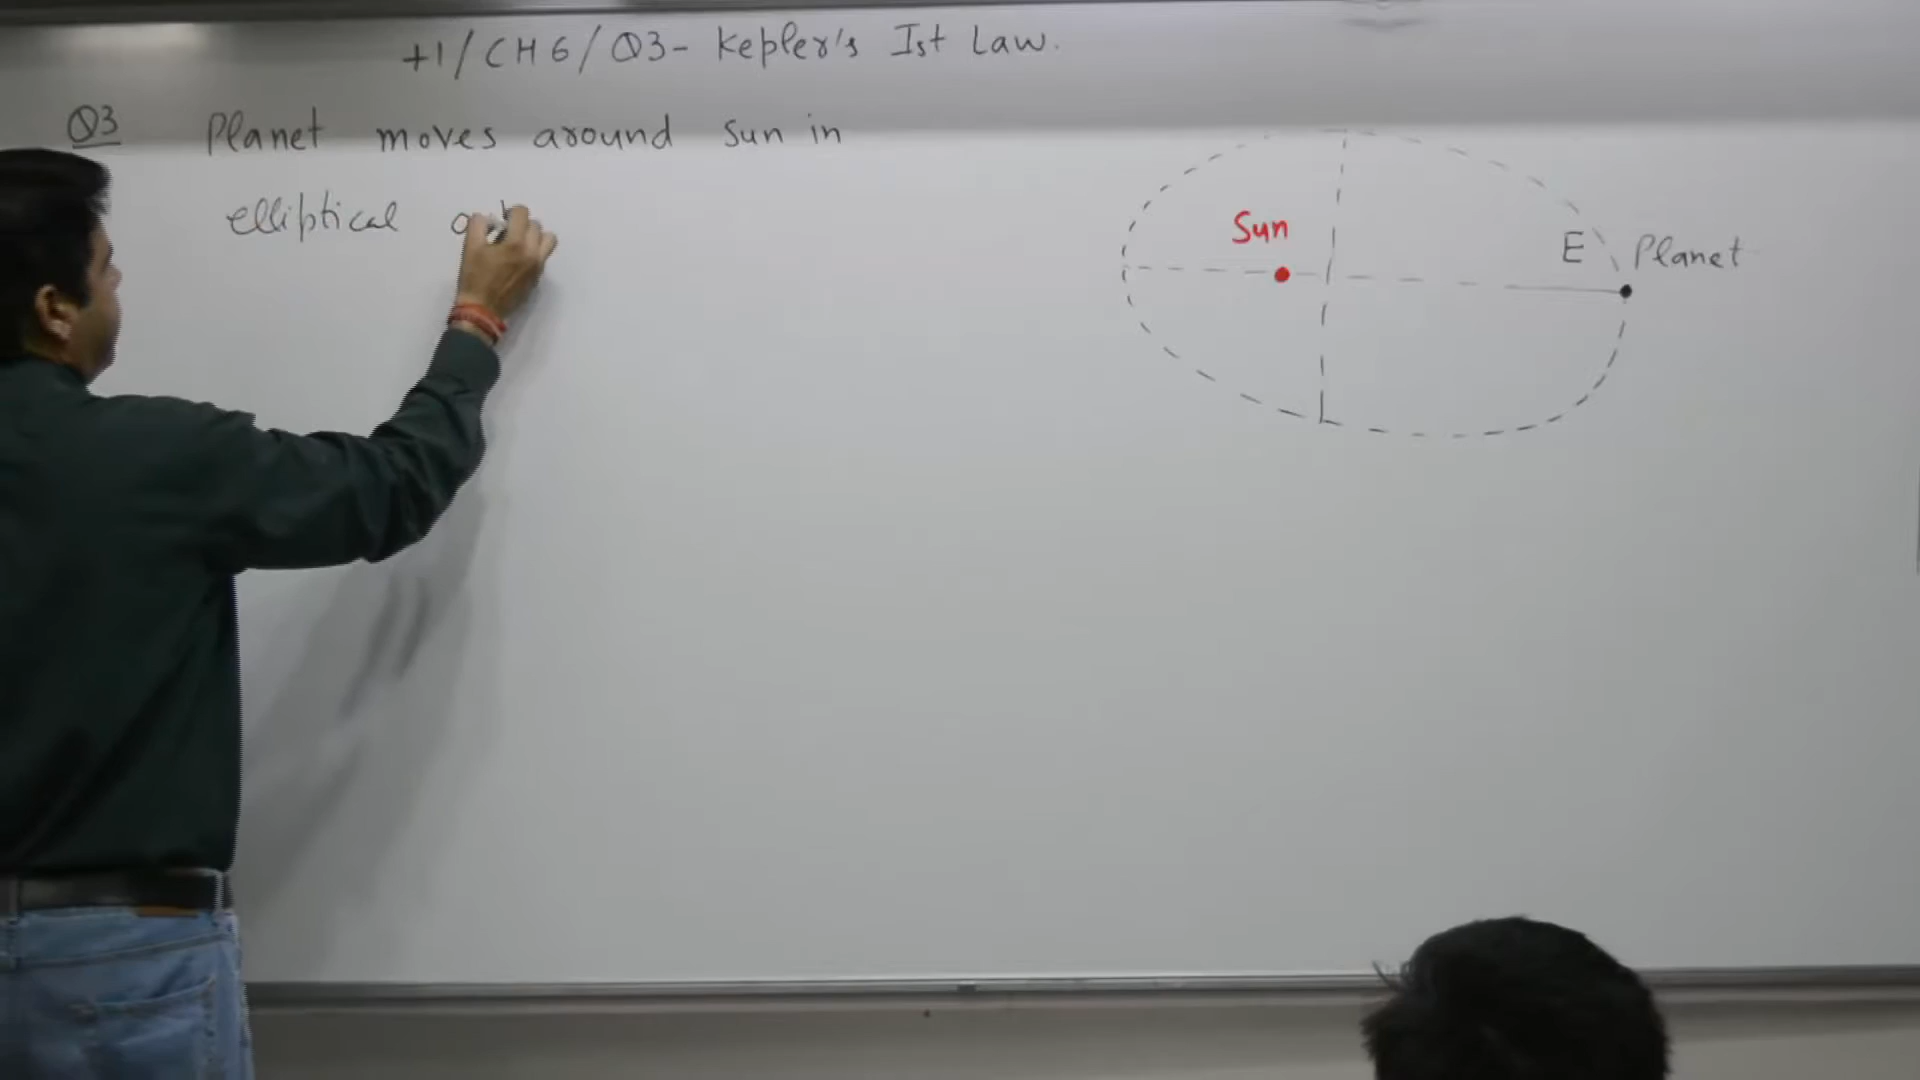 +1/CH6/Q3- Kepler's Ist Law.
Q3 Planet moves around Sun in
elliptical
Sun
E Planet